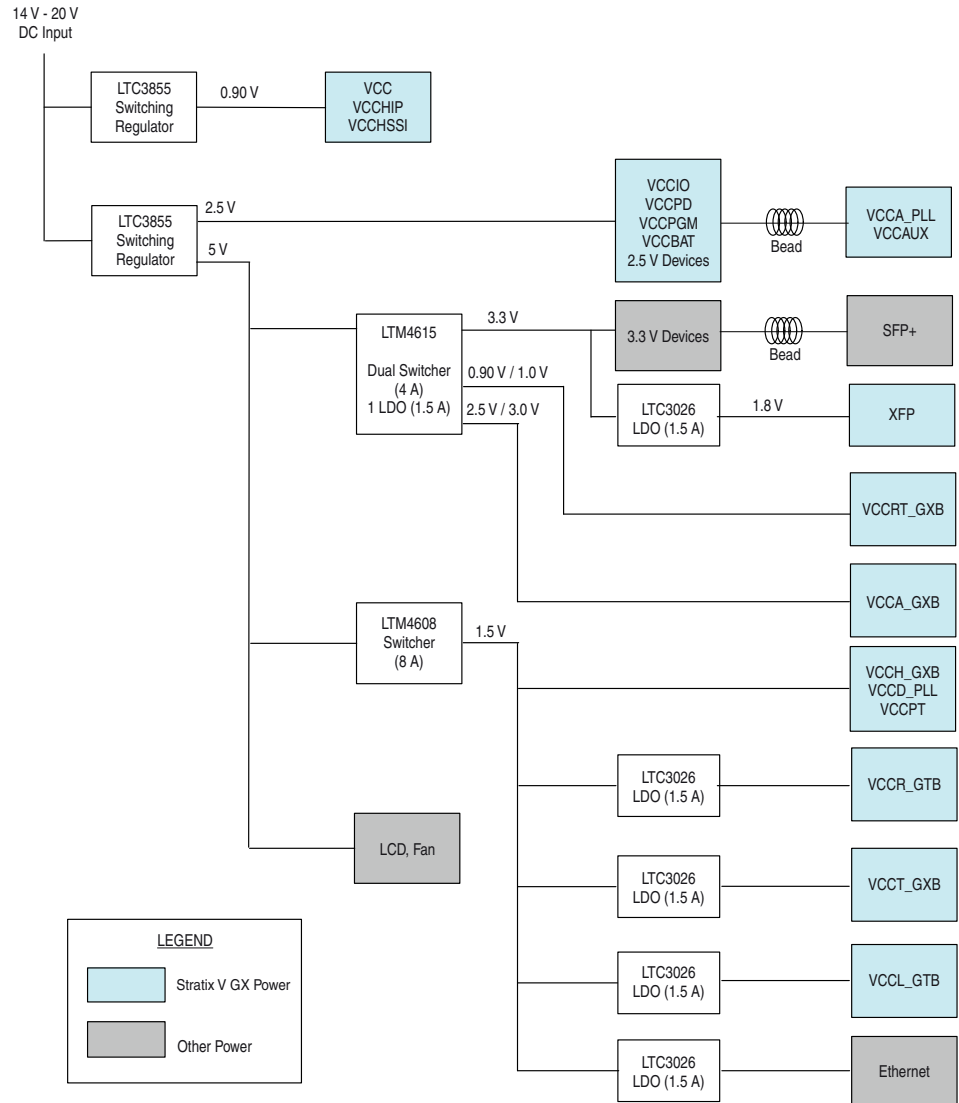 14 V - 20 V
DC Input
LTC3855
Switching
Regulator
0.90 V
VCC
VCCHIP
VCCHSSI
LTC3855
Switching
Regulator
2.5 V
5 V
VCCIO
VCCPD
VCCPGM
VCCBAT
2.5 V Devices
Bead
VCCA_PLL
VCCAUX
LTM4615
Dual Switcher
(4 A)
1 LDO (1.5 A)
3.3 V
0.90 V / 1.0 V
2.5 V / 3.0 V
3.3 V Devices
Bead
SFP+
LTC3026
LDO (1.5 A)
1.8 V
XFP
VCCRT_GXB
VCCA_GXB
LTM4608
Switcher
(8 A)
1.5 V
VCCH_GXB
VCCD_PLL
VCCPT
LTC3026
LDO (1.5 A)
VCCR_GTB
LCD, Fan
LTC3026
LDO (1.5 A)
VCCT_GXB
LTC3026
LDO (1.5 A)
VCCL_GTB
LTC3026
LDO (1.5 A)
Ethernet
LEGEND
Stratix V GX Power
Other Power